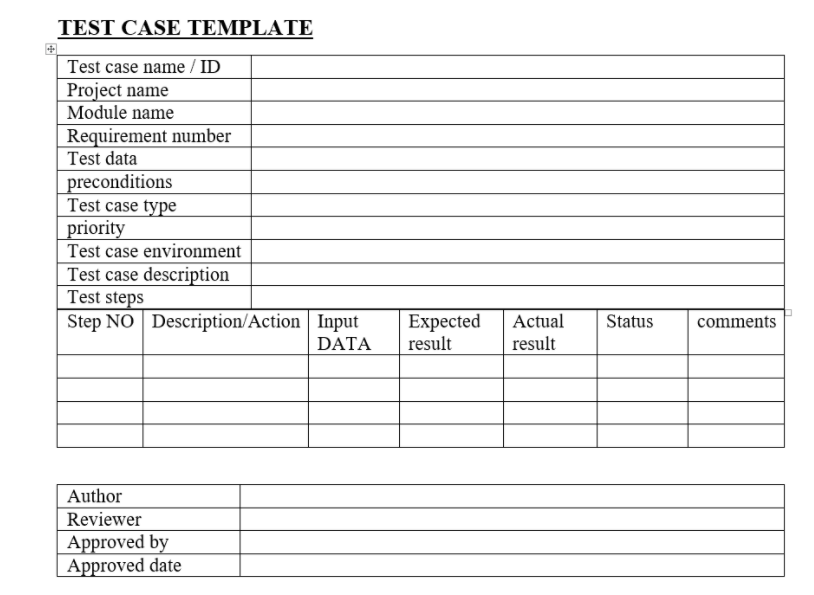 TEST CASE TEMPLATE
Test case name / ID
Project name
Module name
Requirement number
Test data
preconditions
Test case type
priority
Test case environment
Test case description
Test steps
Step NO Description/Action Input Expected Actual Status comments
DATA result result
Author
Reviewer
Approved by
Approved date